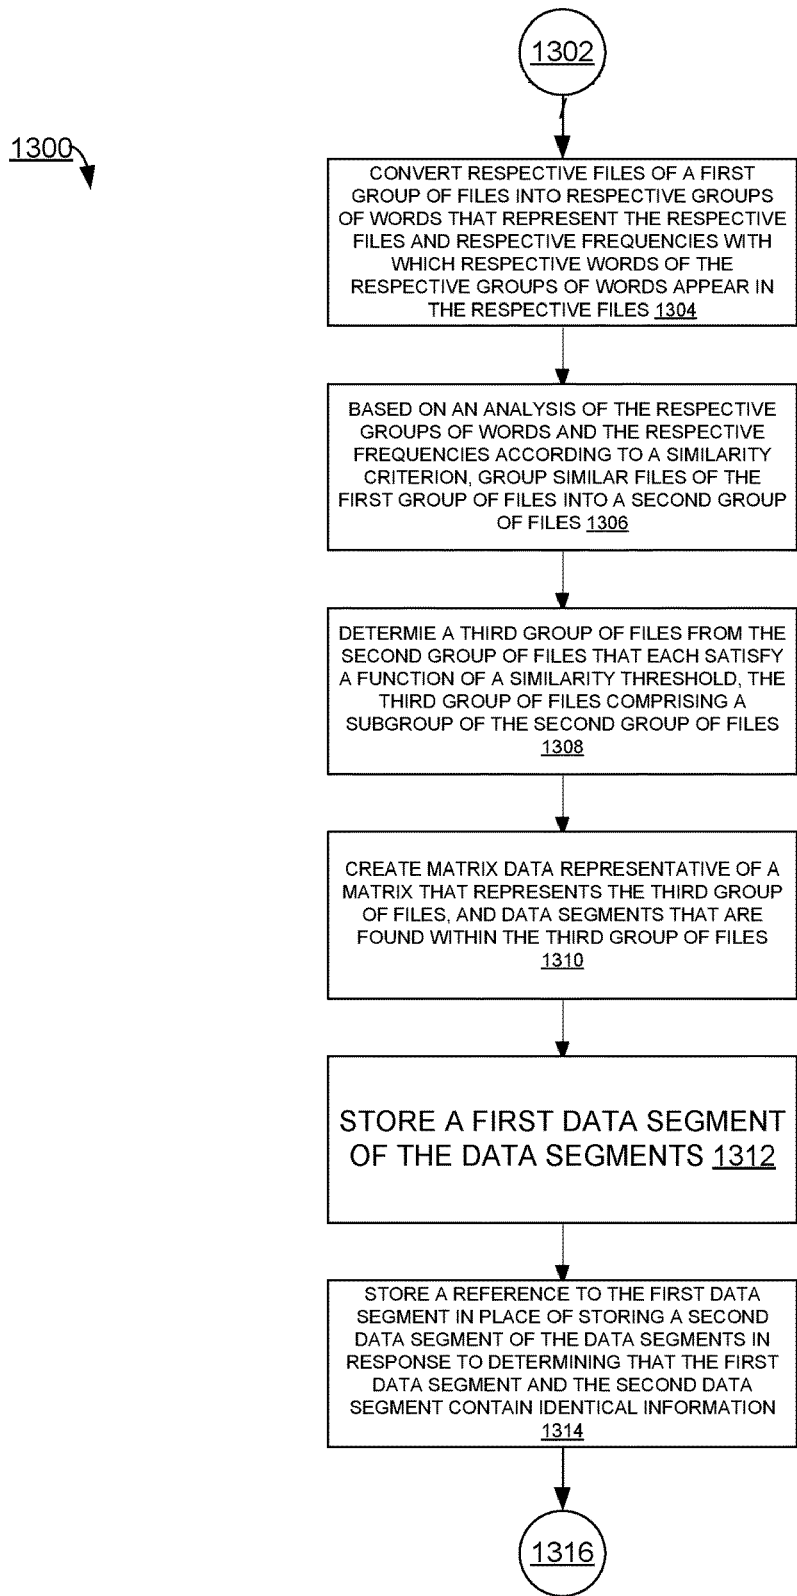 1302
1300
CONVERT RESPECTIVE FILES OF A FIRST
GROUP OF FILES INTO RESPECTIVE GROUPS
OF WORDS THAT REPRESENT THE RESPECTIVE
FILES AND RESPECTIVE FREQUENCIES WITH
WHICH RESPECTIVE WORDS OF THE
RESPECTIVE GROUPS OF WORDS APPEAR IN
THE RESPECTIVE FILES 1304
BASED ON AN ANALYSIS OF THE RESPECTIVE
GROUPS OF WORDS AND THE RESPECTIVE
FREQUENCIES ACCORDING TO A SIMILARITY
CRITERION, GROUP SIMILAR FILES OF THE
FIRST GROUP OF FILES INTO A SECOND GROUP
OF FILES 1306
DETERMIE A THIRD GROUP OF FILES FROM THE
SECOND GROUP OF FILES THAT EACH SATISFY
A FUNCTION OF A SIMILARITY THRESHOLD, THE
THIRD GROUP OF FILES COMPRISING A
SUBGROUP OF THE SECOND GROUP OF FILES
1308
CREATE MATRIX DATA REPRESENTATIVE OF A
MATRIX THAT REPRESENTS THE THIRD GROUP
OF FILES, AND DATA SEGMENTS THAT ARE
FOUND WITHIN THE THIRD GROUP OF FILES
1310
STORE A FIRST DATA SEGMENT
OF THE DATA SEGMENTS 1312
STORE A REFERENCE TO THE FIRST DATA
SEGMENT IN PLACE OF STORING A SECOND
DATA SEGMENT OF THE DATA SEGMENTS IN
RESPONSE TO DETERMINING THAT THE FIRST
DATA SEGMENT AND THE SECOND DATA
SEGMENT CONTAIN IDENTICAL INFORMATION
1314
1316